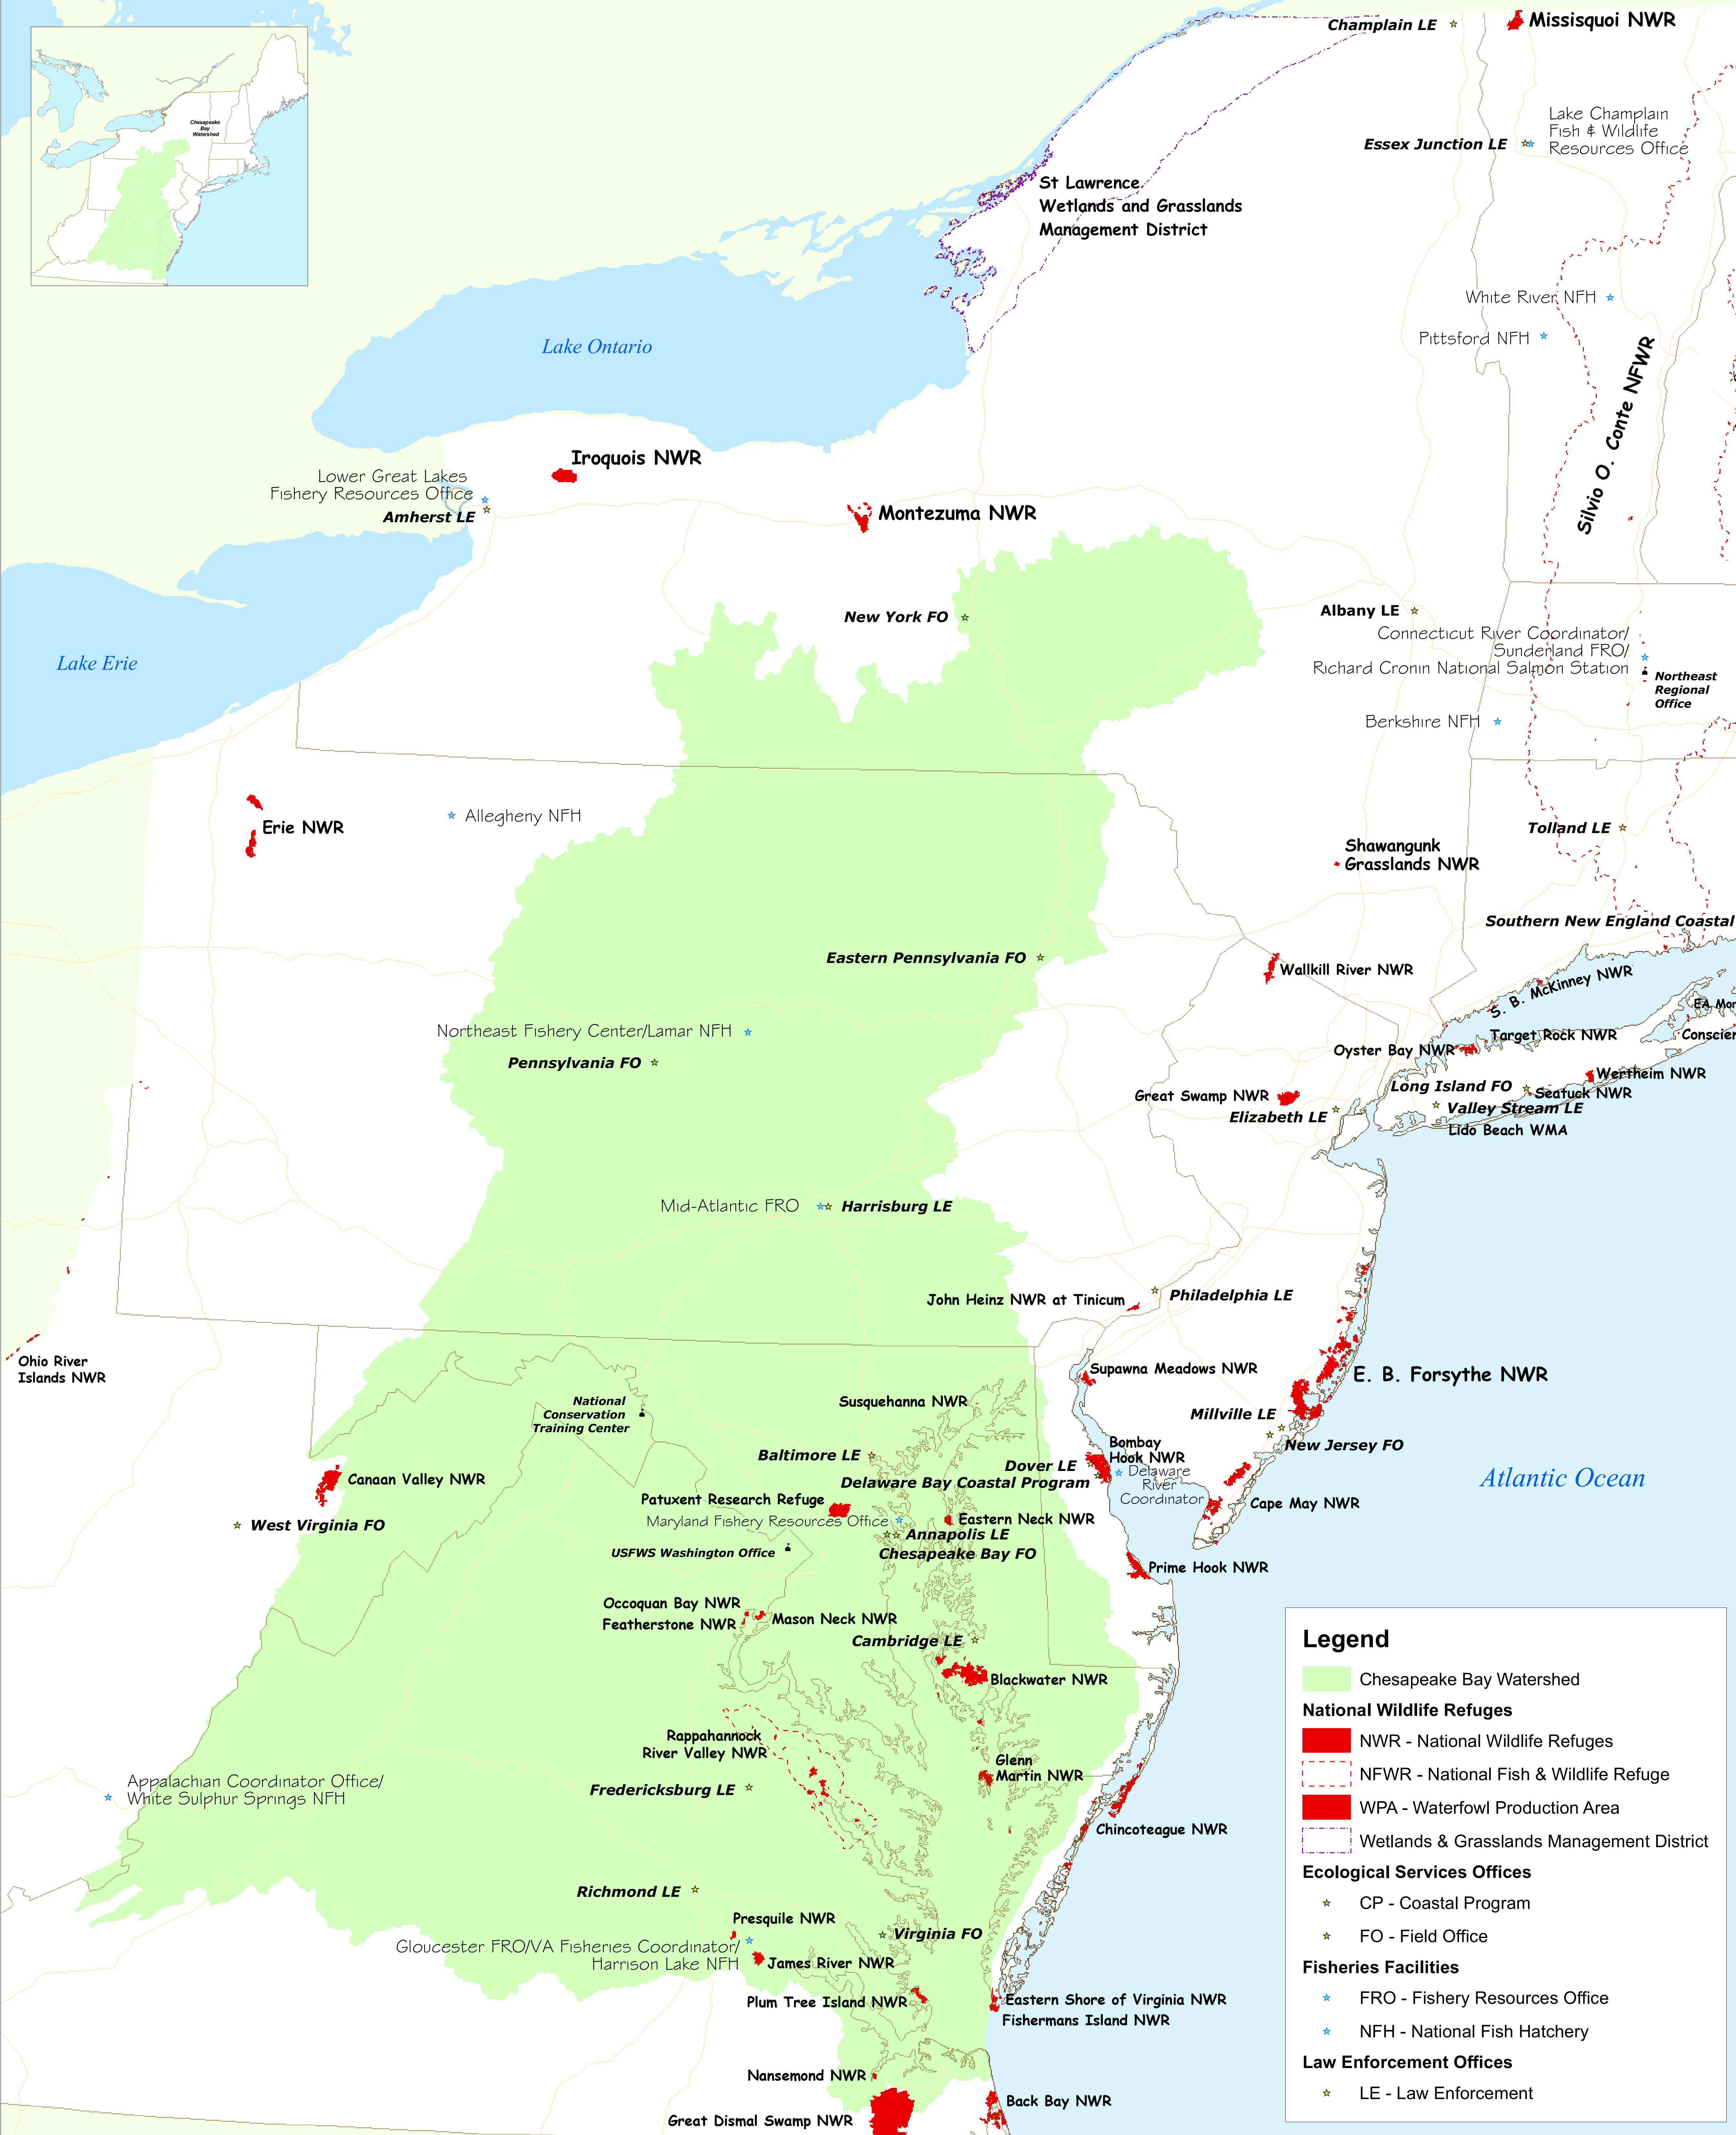 Chesapeake
Bay
Watershed
Champlain LE
Missisquoi NWR
Lake Champlain
Fish & Wildlife
Resources Office
Essex Junction LE
St Lawrence
Wetlands and Grasslands
Management District
White River NFH
Pittsford NFH
Lake Ontario
Silvio O. Conte NFWR
Iroquois NWR
Lower Great Lakes
Fishery Resources Office
Amherst LE
Montezuma NWR
New York FO
Albany LE
Connecticut River Coordinator/
Sunderland FRO/
Richard Cronin National Salmon Station
Northeast
Regional
Office
Lake Erie
Berkshire NFH
Erie NWR
Allegheny NFH
Tolland LE
Shawangunk
Grasslands NWR
Southern New England Coastal
Eastern Pennsylvania FO
Wallkill River NWR
S. B. McKinney NWR
EA Mor
Northeast Fishery Center/Lamar NFH
Target Rock NWR
Conscier
Oyster Bay NWR
Pennsylvania FO
Wertheim NWR
Long Island FO
Seatuck NWR
Great Swamp NWR
Elizabeth LE
Valley Stream LE
Lido Beach WMA
Mid-Atlantic FRO
Harrisburg LE
John Heinz NWR at Tinicum
Philadelphia LE
Ohio River
Islands NWR
Supawna Meadows NWR
E. B. Forsythe NWR
National
Conservation
Training Center
Susquehanna NWR
Millville LE
New Jersey FO
Baltimore LE
Bombay
Hook NWR
Dover LE
Delaware Bay Coastal Program
Delaware
River
Coordinator
Atlantic Ocean
Canaan Valley NWR
Patuxent Research Refuge
Cape May NWR
Maryland Fishery Resources Office
Eastern Neck NWR
West Virginia FO
Annapolis LE
USFWS Washington Office
Chesapeake Bay FO
Prime Hook NWR
Occoquan Bay NWR
Featherstone NWR
Mason Neck NWR
Cambridge LE
Blackwater NWR
Rappahannock
River Valley NWR
Glenn
Martin NWR
Appalachian Coordinator Office/
White Sulphur Springs NFH
Fredericksburg LE
Chincoteague NWR
Richmond LE
Presquile NWR
Virginia FO
Gloucester FRO/VA Fisheries Coordinator/
Harrison Lake NFH
James River NWR
Plum Tree Island NWR
Eastern Shore of Virginia NWR
Fishermans Island NWR
Nansemond NWR
Back Bay NWR
Great Dismal Swamp NWR
Legend
Chesapeake Bay Watershed
National Wildlife Refuges
NWR - National Wildlife Refuges
NFWR - National Fish & Wildlife Refuge
WPA - Waterfowl Production Area
Wetlands & Grasslands Management District
Ecological Services Offices
CP - Coastal Program
FO - Field Office
Fisheries Facilities
FRO - Fishery Resources Office
NFH - National Fish Hatchery
Law Enforcement Offices
LE - Law Enforcement